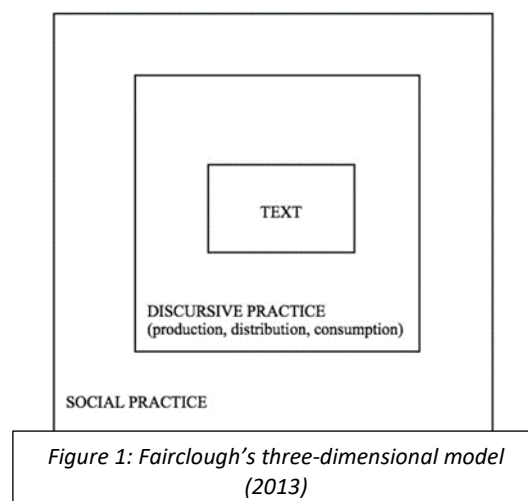 TEXT
DISCURSIVE PRACTICE
(production, distribution, consumption)
SOCIAL PRACTICE
Figure 1: Fairclough’s three-dimensional model
(2013)